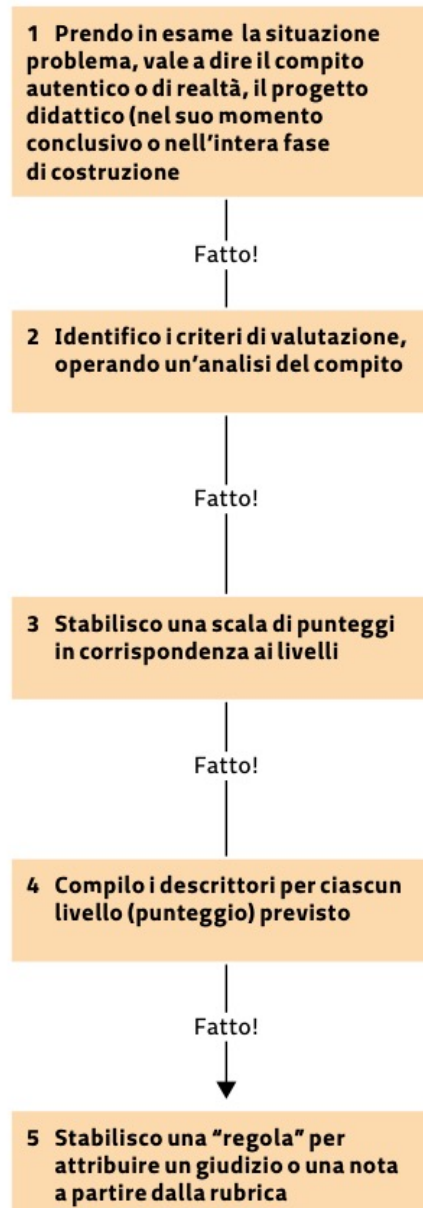 1 Prendo in esame la situazione
problema, vale a dire il compito
autentico o di realtà, il progetto
didattico (nel suo momento
conclusivo o nell'intera fase
di costruzione
Fatto!
2 Identifico i criteri di valutazione,
operando un'analisi del compito
Fatto!
3 Stabilisco una scala di punteggi
in corrispondenza ai livelli
Fatto!
4 Compilo i descrittori per ciascun
livello (punteggio) previsto
Fatto!
5 Stabilisco una "regola" per
attribuire un giudizio o una nota
a partire dalla rubrica